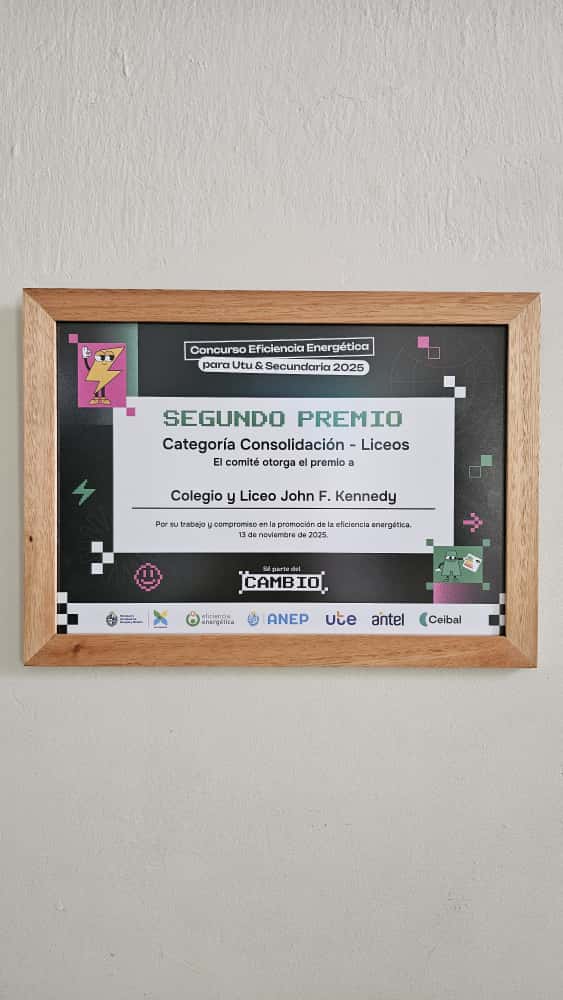 Concurso Eficiencia Energética
para Utu & Secundaria 2025
SEGUNDO PREMIO
Categoría Consolidación - Liceos
El comité otorga el premio a
Colegio y Liceo John F. Kennedy
Por su trabajo y compromiso en la promoción de la eficiencia energética.
13 de noviembre de 2025.
Sé parte del
CAMBIO
eficiencia
energética
ANEP
ute
antel
Ceibal